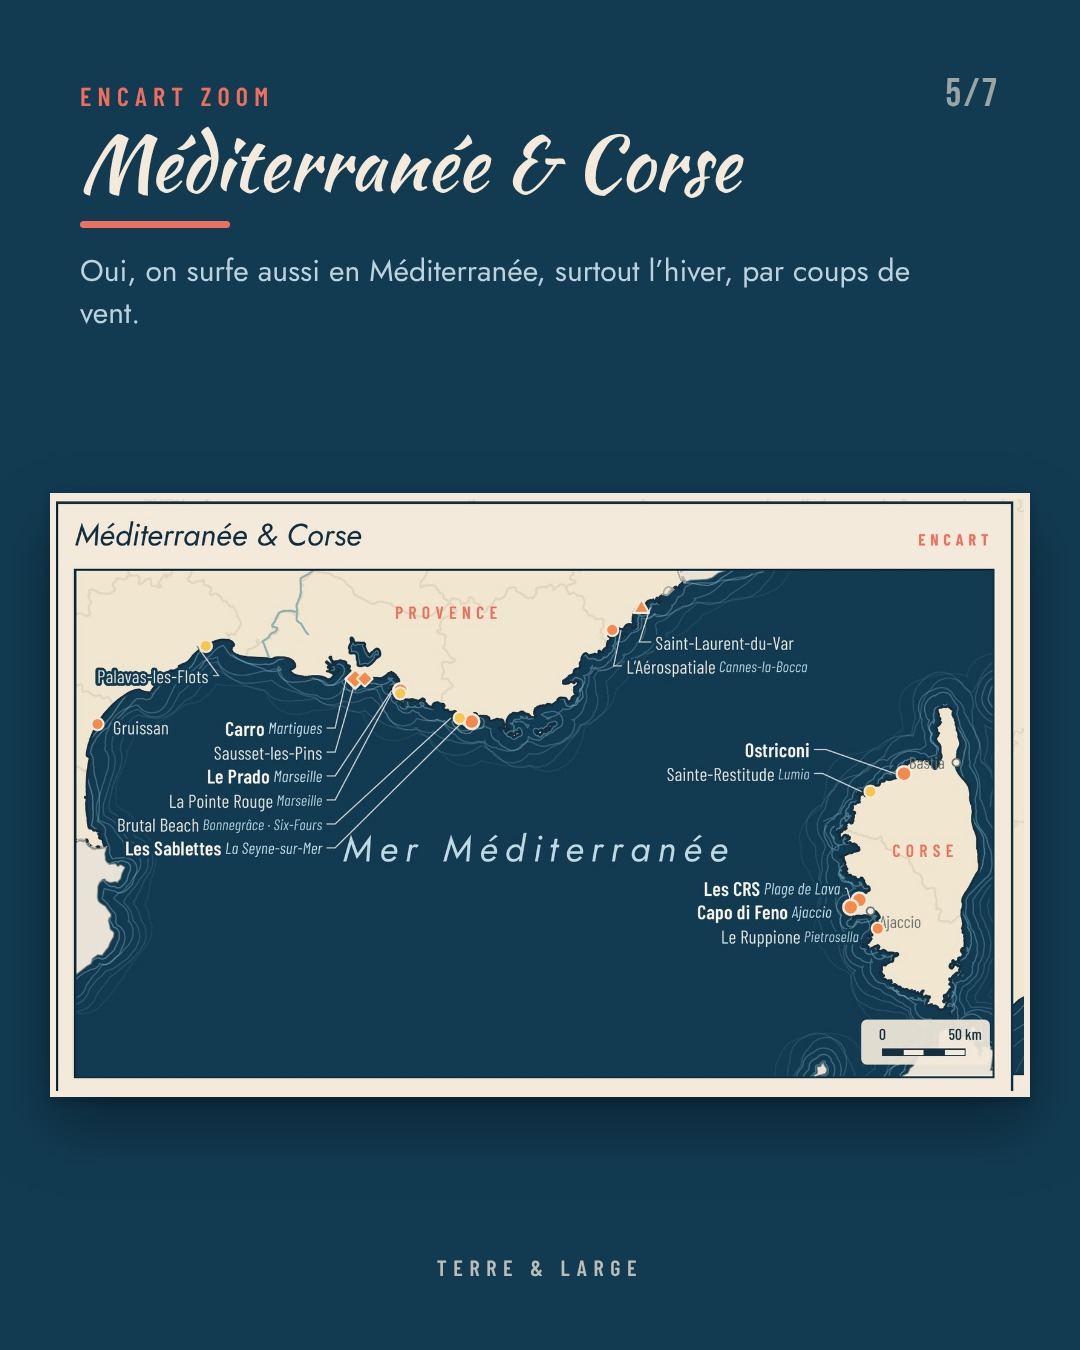 ENCART ZOOM
5/7
Méditerranée & Corse
Oui, on surfe aussi en Méditerranée, surtout l’hiver, par coups de
vent.
Méditerranée & Corse
ENCART
PROVENCE
Saint-Laurent-du-Var
L’Aérospatiale Cannes-la-Bocca
Palavas-les-Flots
Gruissan
Carro Martigues
Sausset-les-Pins
Le Prado Marseille
La Pointe Rouge Marseille
Brutal Beach Bonnegrâce · Six-Fours
Les Sablettes La Seyne-sur-Mer
Ostriconi
Sainte-Restitude Lumio
Bastia
Mer Méditerranée
CORSE
Les CRS Plage de Lava
Capo di Feno Ajaccio
Ajaccio
Le Ruppione Pietrosella
0 50 km
TERRE & LARGE